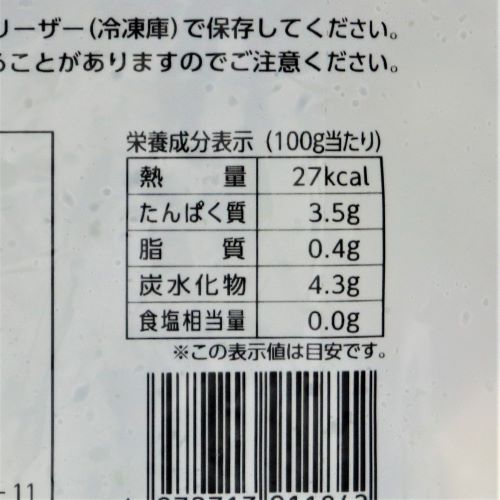 リーザー(冷凍庫)で保存してください。
ることがありますのでご注意ください。
栄養成分表示 (100g当たり)
熱量 27kcal
たんぱく質 3.5g
脂質 0.4g
炭水化物 4.3g
食塩相当量 0.0g
※この表示値は目安です。
-11